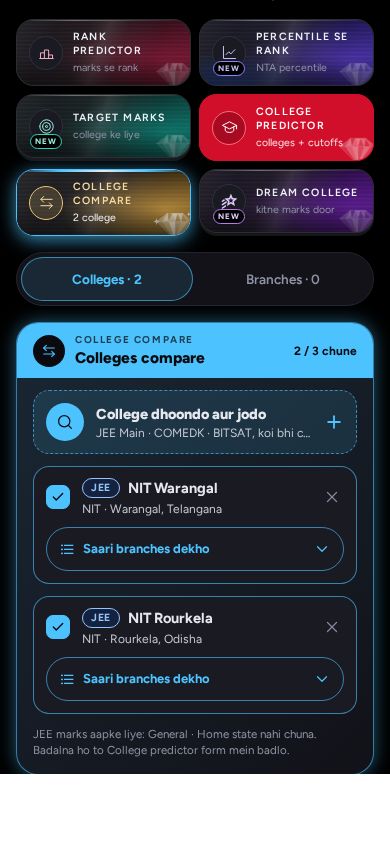 RANK
PREDICTOR
marks se rank
PERCENTILE SE
RANK
NTA percentile
NEW
TARGET MARKS
college ke liye
NEW
COLLEGE
PREDICTOR
colleges + cutoffs
COLLEGE
COMPARE
2 college
DREAM COLLEGE
kitne marks door
NEW
Colleges · 2
Branches · 0
COLLEGE COMPARE
Colleges compare
2 / 3 chune
College dhoondo aur jodo
JEE Main · COMEDK · BITSAT, koi bhi c...
JEE NIT Warangal
NIT · Warangal, Telangana
Saari branches dekho
JEE NIT Rourkela
NIT · Rourkela, Odisha
Saari branches dekho
JEE marks aapke liye: General · Home state nahi chuna.
Badalna ho to College predictor form mein badlo.